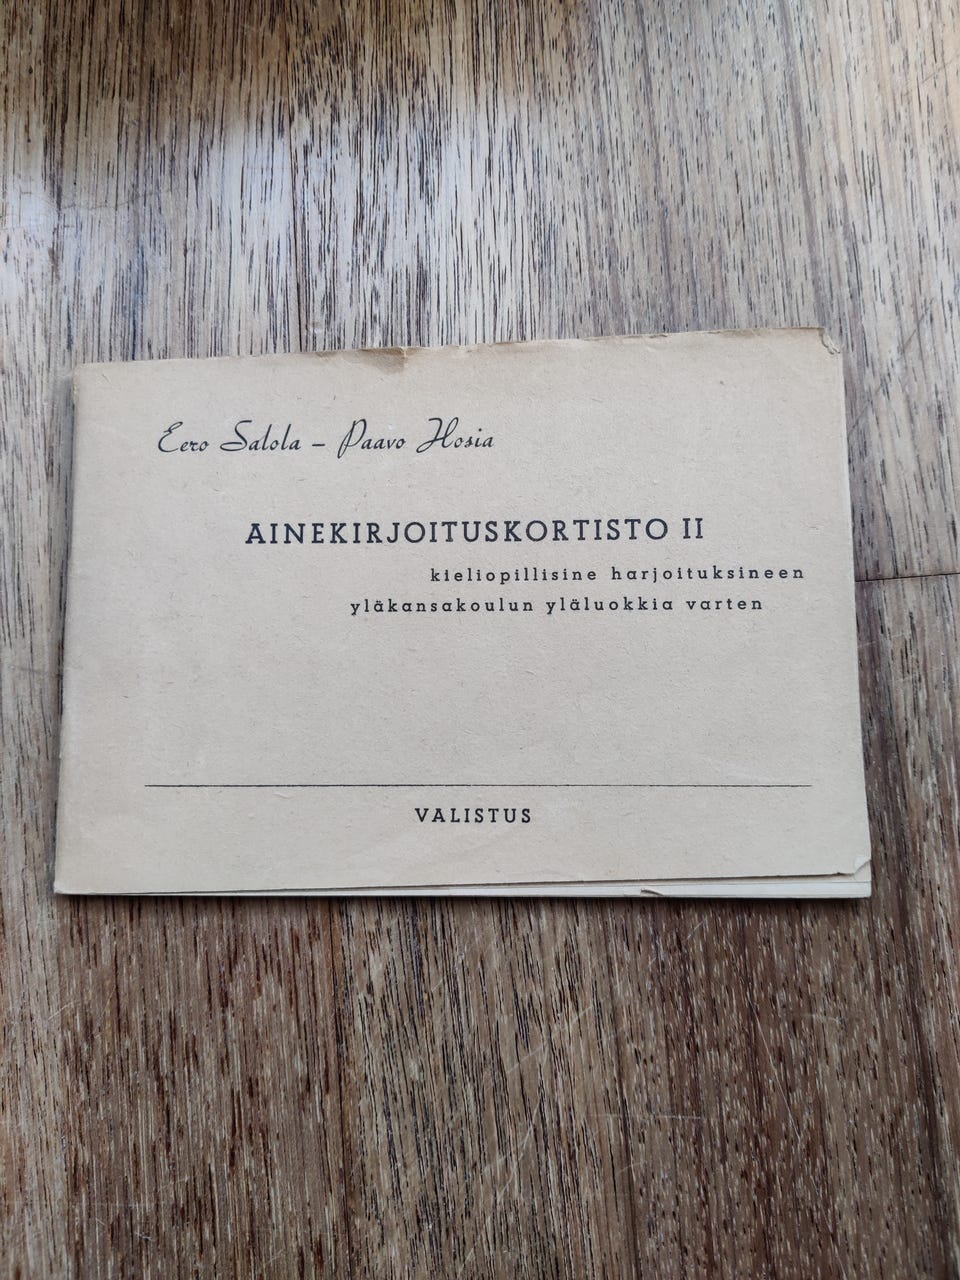 Eero Salola – Paavo Hosia
AINEKIRJOITUSKORTISTO II
kieliopillisine harjoituksineen
yläkansakoulun yläluokkia varten
VALISTUS